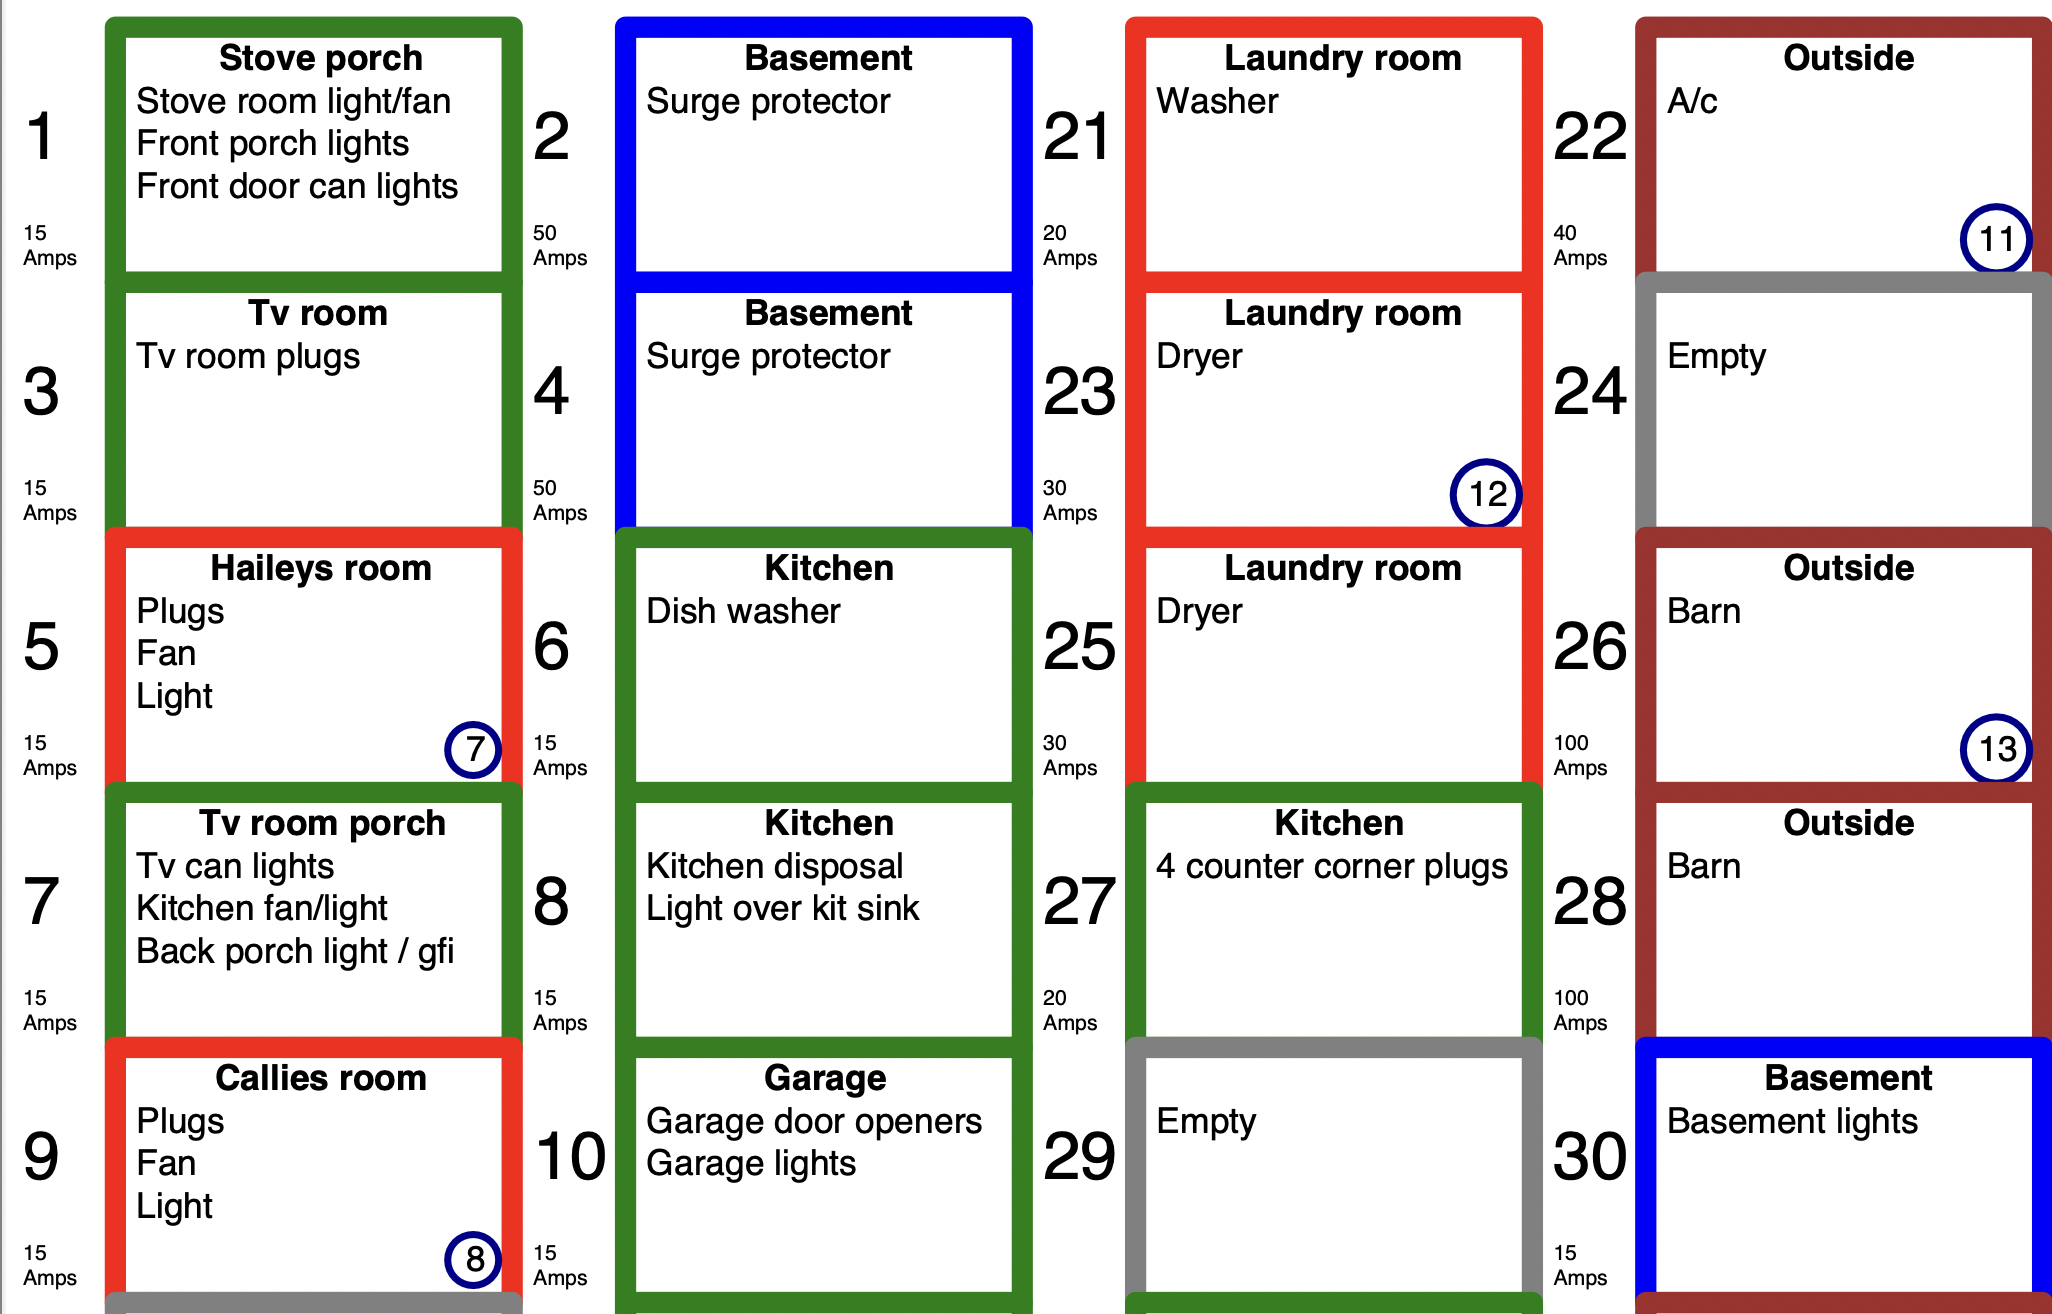 1
15
Amps
Stove porch
Stove room light/fan
Front porch lights
Front door can lights
2
50
Amps
Basement
Surge protector
21
20
Amps
Laundry room
Washer
22
40
Amps
Outside
A/c
11
3
15
Amps
Tv room
Tv room plugs
4
50
Amps
Basement
Surge protector
23
30
Amps
Laundry room
Dryer
12
24
Empty
5
15
Amps
Haileys room
Plugs
Fan
Light
7
6
15
Amps
Kitchen
Dish washer
25
30
Amps
Laundry room
Dryer
26
100
Amps
Outside
Barn
13
7
15
Amps
Tv room porch
Tv can lights
Kitchen fan/light
Back porch light / gfi
8
15
Amps
Kitchen
Kitchen disposal
Light over kit sink
27
20
Amps
Kitchen
4 counter corner plugs
28
100
Amps
Outside
Barn
9
15
Amps
Callies room
Plugs
Fan
Light
8
10
15
Amps
Garage
Garage door openers
Garage lights
29
Empty
30
15
Amps
Basement
Basement lights